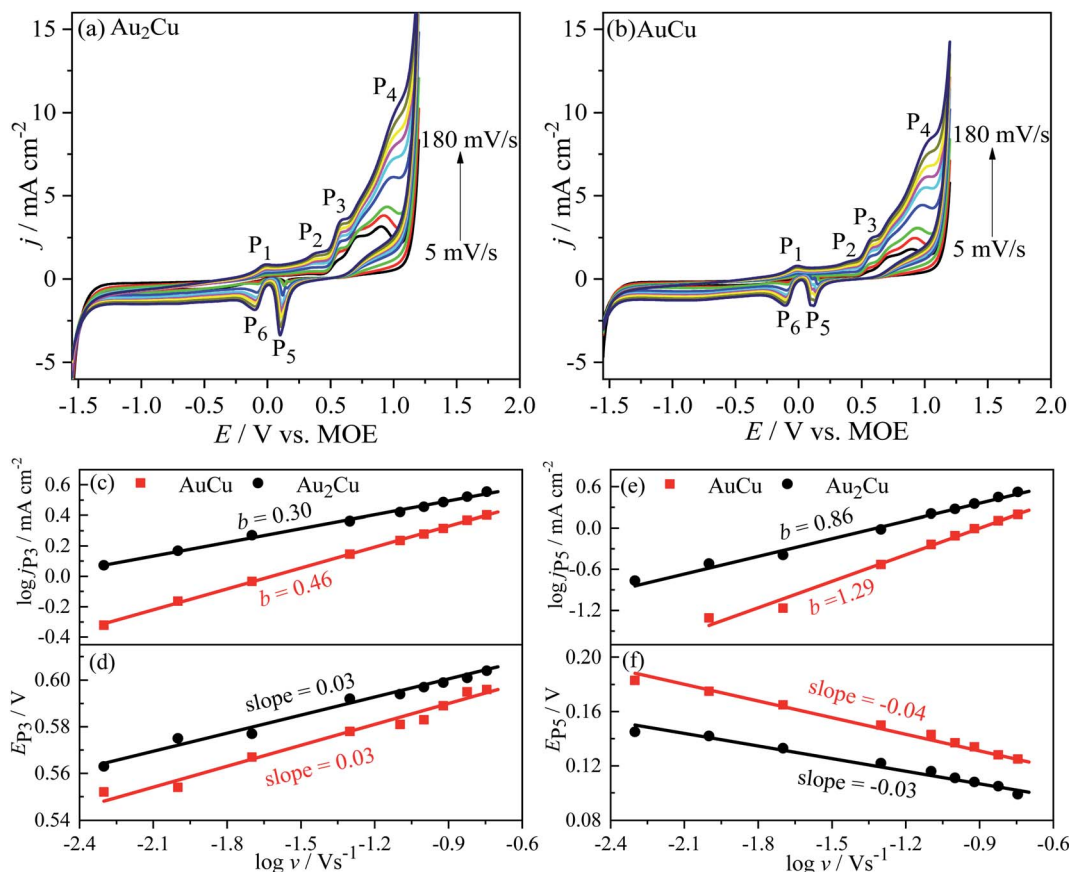 (a) Au₂Cu
15
10
5
0
-5
j / mA cm⁻²
P₄
180 mV/s
5 mV/s
P₃
P₂
P₁
P₆
P₅
-1.5 -1.0 -0.5 0.0 0.5 1.0 1.5 2.0
E / V vs. MOE
(b) AuCu
15
10
5
0
-5
j / mA cm⁻²
P₄
180 mV/s
5 mV/s
P₃
P₂
P₁
P₆
P₅
-1.5 -1.0 -0.5 0.0 0.5 1.0 1.5 2.0
E / V vs. MOE
(c) AuCu Au₂Cu
0.6
0.4
0.2
0.0
-0.2
-0.4
log jP3 / mA cm⁻²
b = 0.30
b = 0.46
(d)
0.60
0.58
0.56
0.54
EP3 / V
slope = 0.03
slope = 0.03
-2.4 -2.1 -1.8 -1.5 -1.2 -0.9 -0.6
log v / Vs⁻¹
(e) AuCu Au₂Cu
0.6
0.0
-0.6
-1.2
log jP5 / mA cm⁻²
b = 0.86
b = 1.29
(f)
0.20
0.16
0.12
0.08
EP5 / V
slope = -0.04
slope = -0.03
-2.4 -2.1 -1.8 -1.5 -1.2 -0.9 -0.6
log v / Vs⁻¹